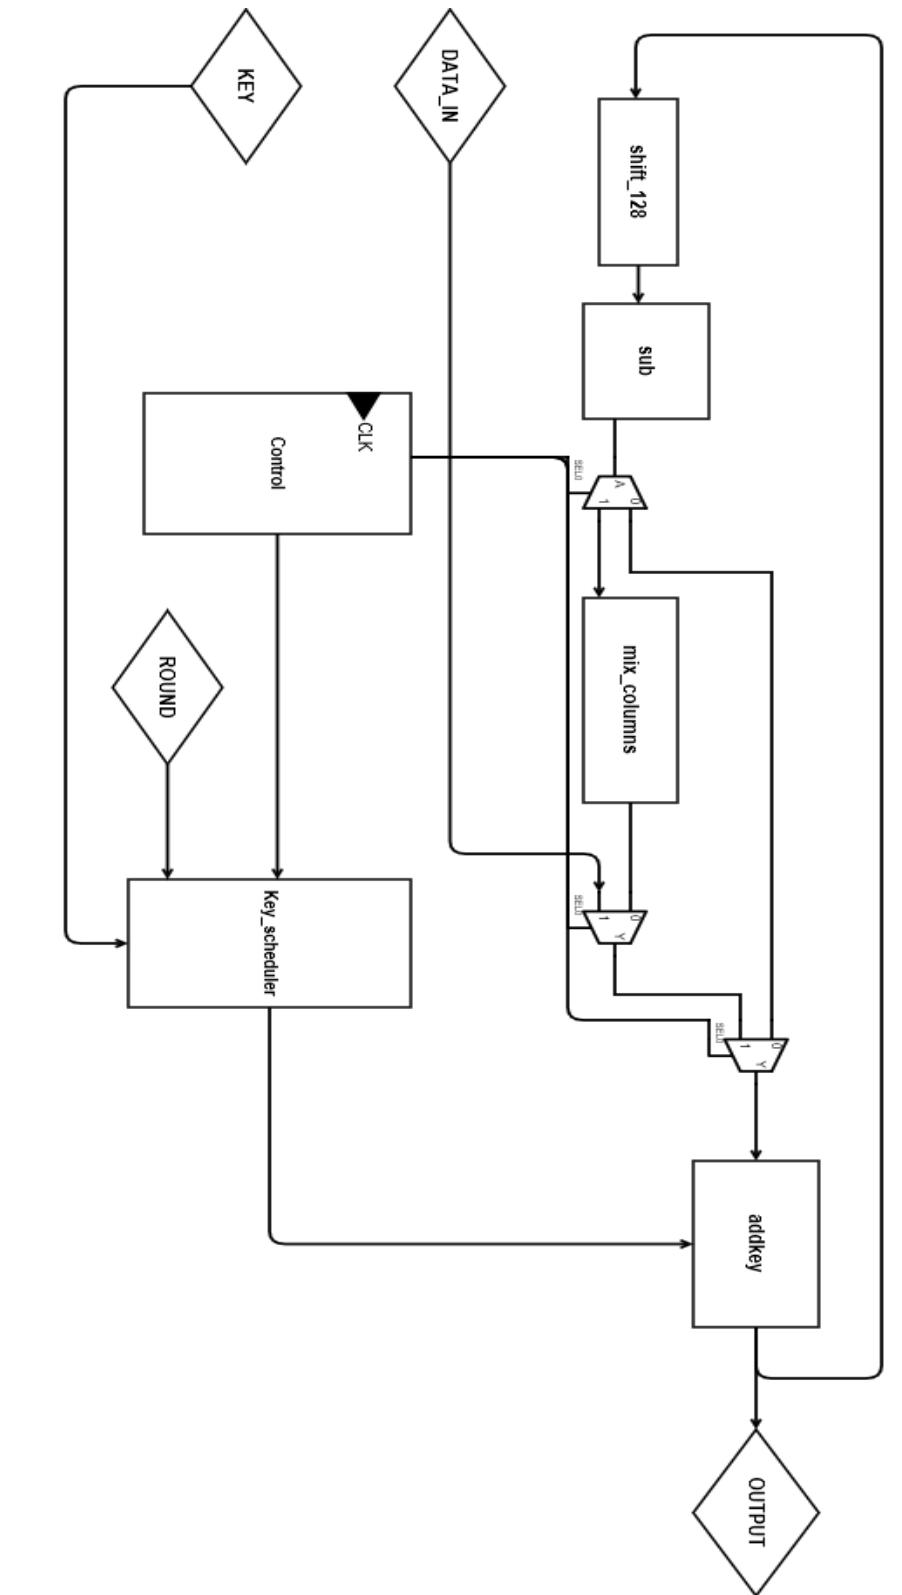 shift_128
sub
SEL0
A
0
1
mix_columns
SEL0
0
1
Y
SEL0
0
1
Y
addkey
OUTPUT
DATA_IN
KEY
CLK
Control
ROUND
Key_scheduler